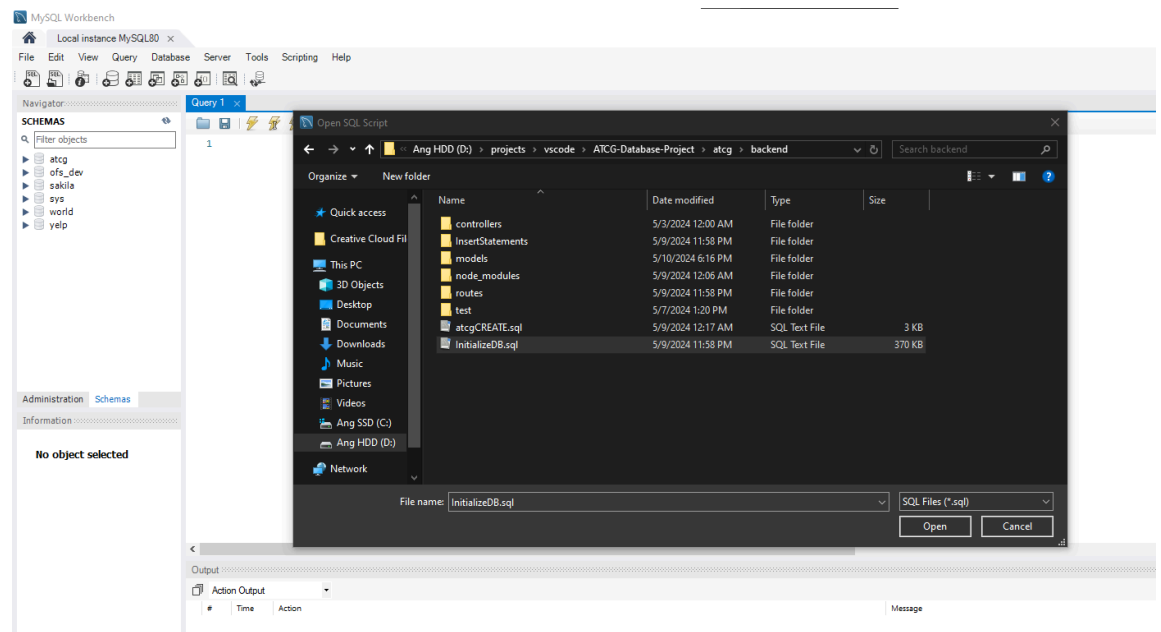 MySQL Workbench
Local instance MySQL80 ×
File Edit View Query Database Server Tools Scripting Help
Navigator
SCHEMAS
Filter objects
atcg
ofs_dev
sakila
sys
world
yelp
Administration Schemas
Information
No object selected
Query 1 ×
1
Open SQL Script
« Ang HDD (D:) › projects › vscode › ATCG-Database-Project › atcg › backend
Search backend
Organize New folder
Quick access
Creative Cloud Fil
This PC
3D Objects
Desktop
Documents
Downloads
Music
Pictures
Videos
Ang SSD (C:)
Ang HDD (D:)
Network
Name Date modified Type Size
controllers 5/3/2024 12:00 AM File folder
InsertStatements 5/9/2024 11:58 PM File folder
models 5/10/2024 6:16 PM File folder
node_modules 5/9/2024 12:06 AM File folder
routes 5/9/2024 11:58 PM File folder
test 5/7/2024 1:20 PM File folder
atcgCREATE.sql 5/9/2024 12:17 AM SQL Text File 3 KB
InitializeDB.sql 5/9/2024 11:58 PM SQL Text File 370 KB
File name: InitializeDB.sql SQL Files (*.sql)
Open Cancel
Output
Action Output
# Time Action Message